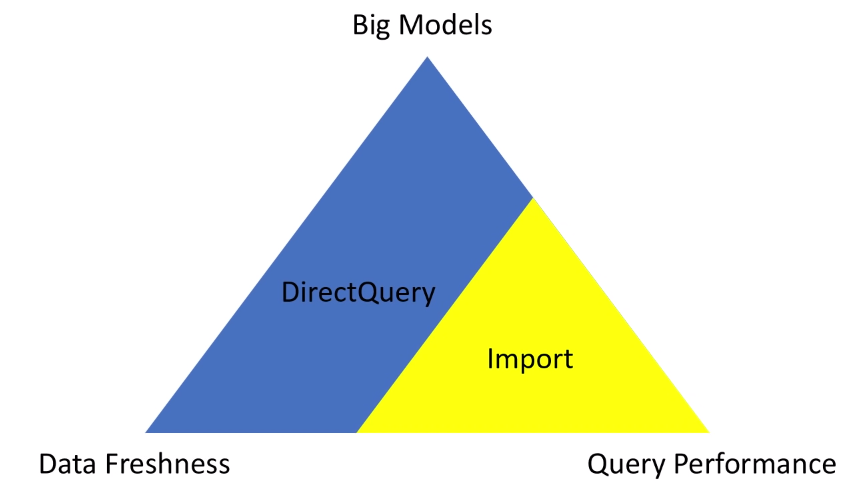 Big Models
DirectQuery
Import
Data Freshness
Query Performance